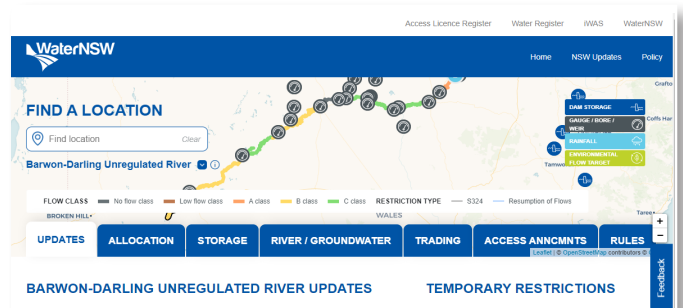 Access Licence Register Water Register iWAS WaterNSW
WaterNSW
Home NSW Updates Policy
FIND A LOCATION
Find location Clear
Barwon-Darling Unregulated River
DAM STORAGE
GAUGE / BORE /
WEIR
RAINFALL
ENVIRONMENTAL
FLOW TARGET
Grafto
Coffs Har
Tamwo
Taree
FLOW CLASS No flow class Low flow class A class B class C class RESTRICTION TYPE S324 Resumption of Flows
BROKEN HILL
WALES
+
−
UPDATES ALLOCATION STORAGE RIVER / GROUNDWATER TRADING ACCESS ANNCMNTS RULES
Leaflet | © OpenStreetMap contributors ©
Feedback
BARWON-DARLING UNREGULATED RIVER UPDATES TEMPORARY RESTRICTIONS